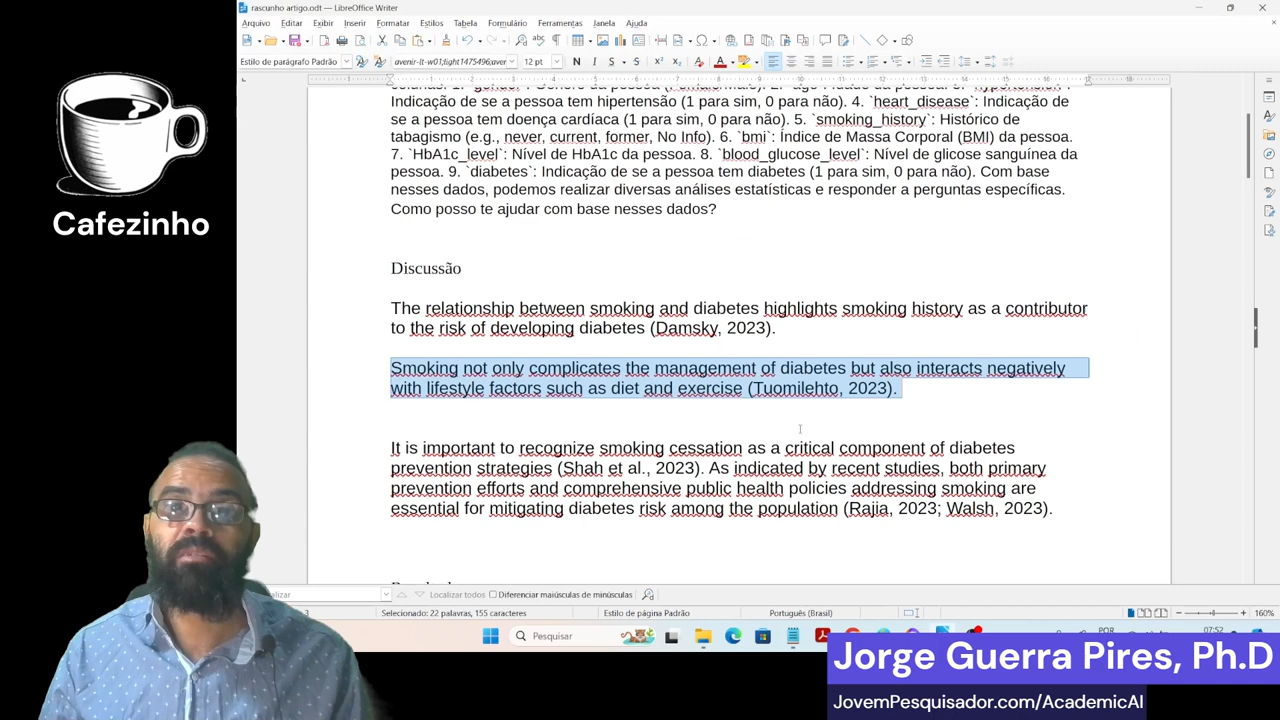 rascunho artigo.odt — LibreOffice Writer
Arquivo Editar Exibir Inserir Formatar Estilos Tabela Formulário Ferramentas Janela Ajuda
Estilo de parágrafo Padrão
12 pt
Indicação de se a pessoa tem hipertensão (1 para sim, 0 para não). 4. `heart_disease`: Indicação de
se a pessoa tem doença cardíaca (1 para sim, 0 para não). 5. `smoking_history`: Histórico de
tabagismo (e.g., never, current, former, No Info). 6. `bmi`: Índice de Massa Corporal (BMI) da pessoa.
7. `HbA1c_level`: Nível de HbA1c da pessoa. 8. `blood_glucose_level`: Nível de glicose sanguínea da
pessoa. 9. `diabetes`: Indicação de se a pessoa tem diabetes (1 para sim, 0 para não). Com base
nesses dados, podemos realizar diversas análises estatísticas e responder a perguntas específicas.
Como posso te ajudar com base nesses dados?
Cafezinho
Discussão
The relationship between smoking and diabetes highlights smoking history as a contributor
to the risk of developing diabetes (Damsky, 2023).
Smoking not only complicates the management of diabetes but also interacts negatively
with lifestyle factors such as diet and exercise (Tuomilehto, 2023).
It is important to recognize smoking cessation as a critical component of diabetes
prevention strategies (Shah et al., 2023). As indicated by recent studies, both primary
prevention efforts and comprehensive public health policies addressing smoking are
essential for mitigating diabetes risk among the population (Rajia, 2023; Walsh, 2023).
Localizar todos Diferenciar maiúsculas de minúsculas
Selecionado: 22 palavras, 155 caracteres Estilo de página Padrão Português (Brasil) 160%
Pesquisar
POR 07:52
Jorge Guerra Pires, Ph.D
JovemPesquisador.com/AcademicAI